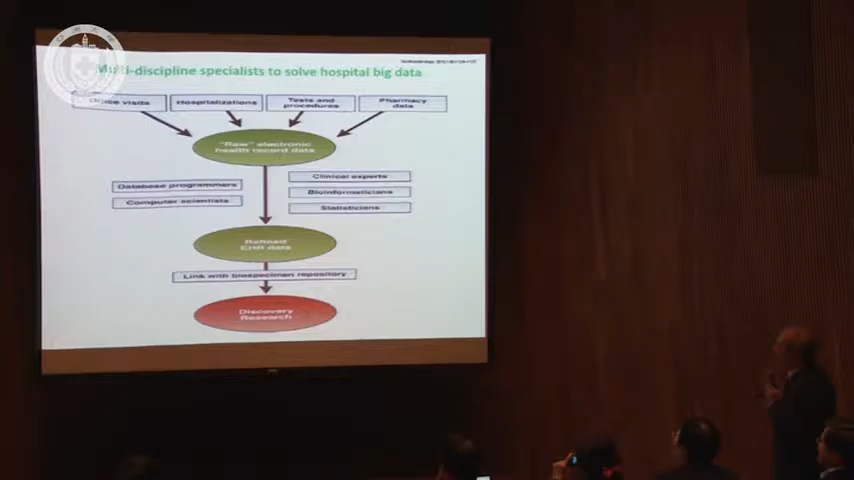 Multi-discipline specialists to solve hospital big data
Office visits
Hospitalizations
Tests and
procedures
Pharmacy
data
"Raw" electronic
health record data
Database programmers
Computer scientists
Clinical experts
Bioinformaticians
Statisticians
Refined
EHR data
Link with biospecimen repository
Discovery
Research